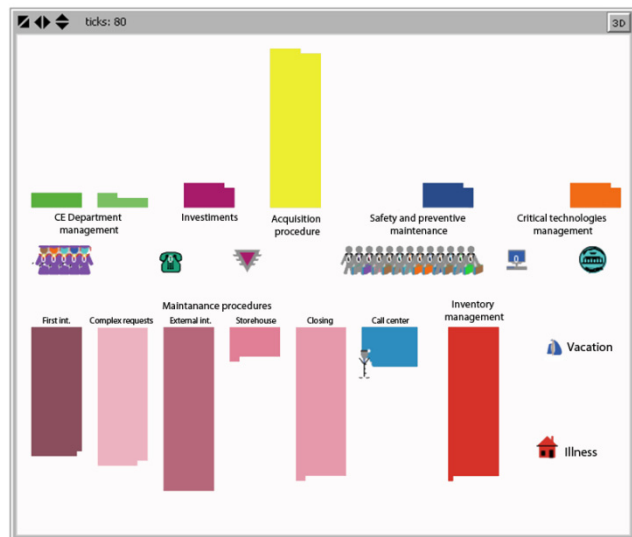 ticks: 80
3D
CE Department
management
Investiments
Acquisition
procedure
Safety and preventive
maintenance
Critical technologies
management
Maintanance procedures
First int.
Complex requests
External int.
Storehouse
Closing
Call center
Inventory
management
Vacation
Illness